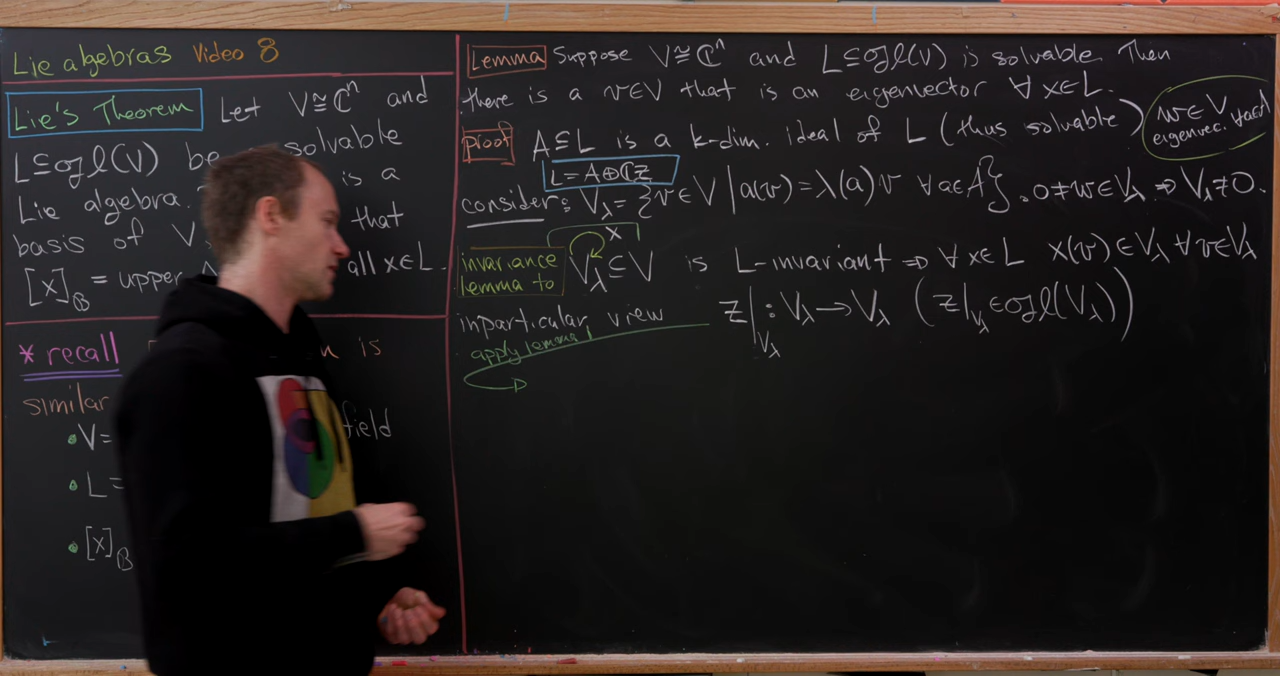 Lie algebras Video 8
Lie's Theorem Let V≅ℂⁿ and
L⊆gl(V) be solvable
Lie algebra. is a
basis of V, that
[x]_B = upper all x∈L.
* recall is
similar
• V= field
• L=
• [x]_B
Lemma Suppose V≅ℂⁿ and L⊆gl(V) is solvable. Then
there is a v∈V that is an eigenvector ∀ x∈L.
proof A⊆L is a k-dim. ideal of L (thus solvable)
w∈V
eigenvec. ∀a∈A
L=A⊕ℂz
consider: V_λ = {v∈V | a(v)=λ(a)v ∀a∈A}. 0≠w∈V_λ ⇒ V_λ≠0.
x
invariance
lemma to
V_λ⊆V is L-invariant ⇒ ∀ x∈L x(v)∈V_λ ∀v∈V_λ
inparticular, view z|_{V_λ}: V_λ→V_λ (z|_{V_λ}∈gl(V_λ))
apply lemma!